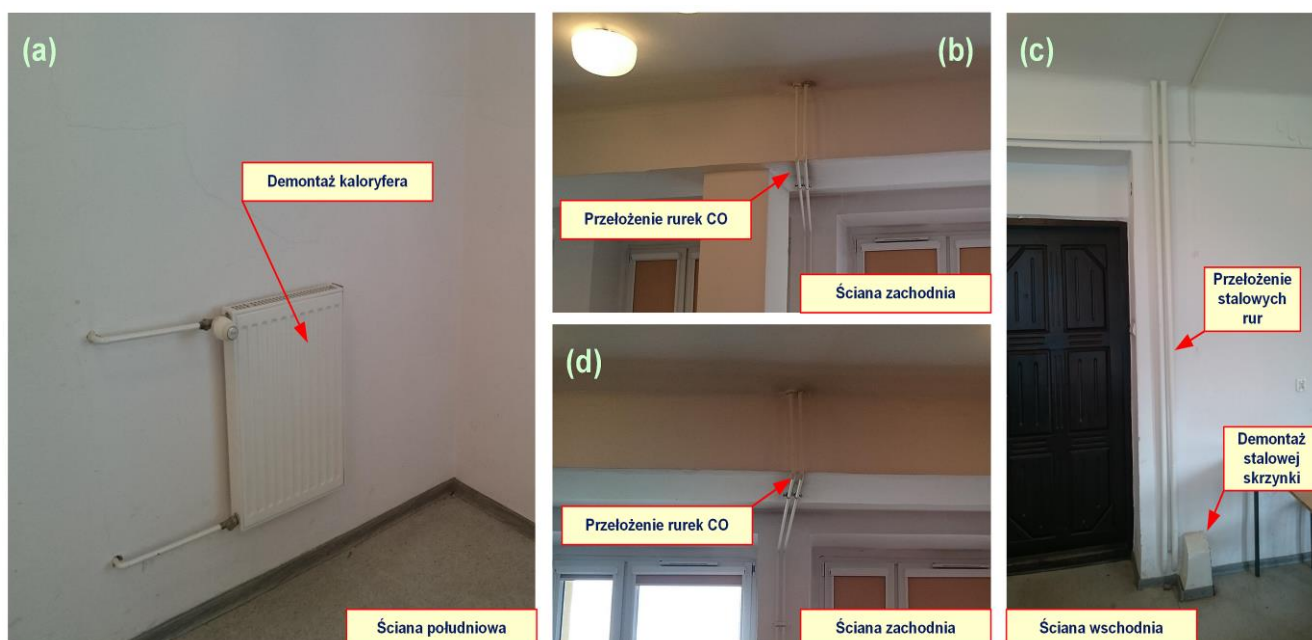 (a)
Demontaż kaloryfera
Ściana południowa
(b)
Przełożenie rurek CO
Ściana zachodnia
(d)
Przełożenie rurek CO
Ściana zachodnia
(c)
Przełożenie
stalowych
rur
Demontaż
stalowej
skrzynki
Ściana wschodnia